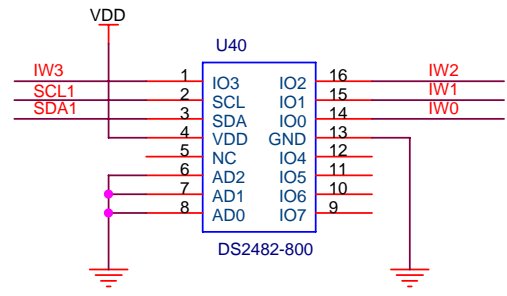 VDD
U40
IW3 1 IO3 IO2 16 IW2
SCL1 2 SCL IO1 15 IW1
SDA1 3 SDA IO0 14 IW0
4 VDD GND 13
5 NC IO4 12
6 AD2 IO5 11
7 AD1 IO6 10
8 AD0 IO7 9
DS2482-800